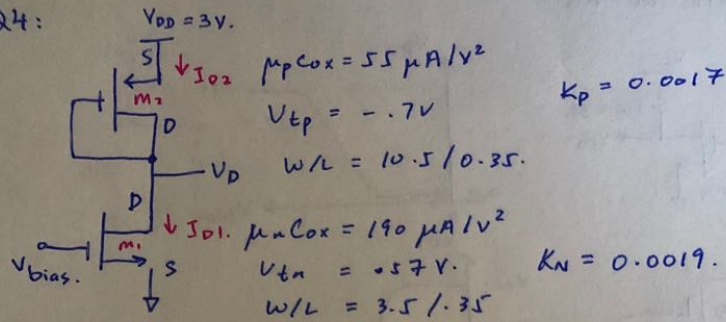 24:
VDD = 3V.
S
↓ ID2
M2
D
μpCox = 55 μA/V²
Vtp = -.7V
W/L = 10.5/0.35.
Kp = 0.0017
VD
D
↓ ID1.
M1
Vbias.
S
μnCox = 190 μA/V²
Vtn = .57V.
W/L = 3.5/.35
KN = 0.0019.